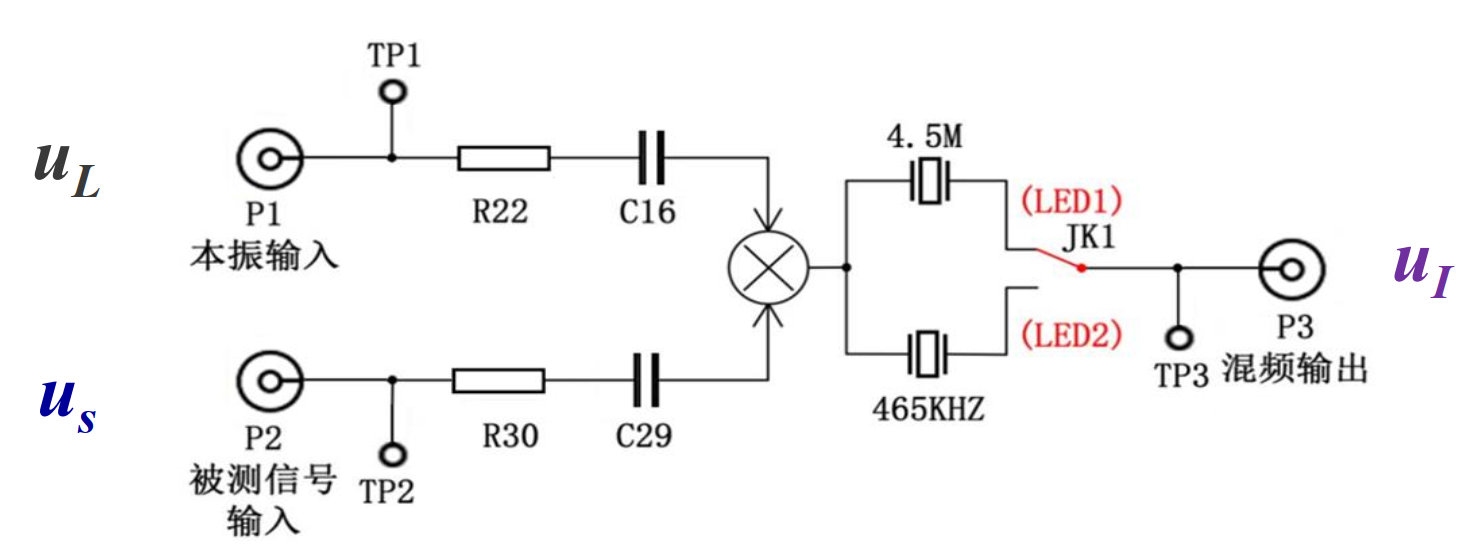 TP1
u_L
P1
本振输入
R22
C16
4.5M
(LED1)
JK1
u_I
P3
混频输出
TP3
(LED2)
465KHZ
u_s
P2
被测信号
输入
TP2
R30
C29